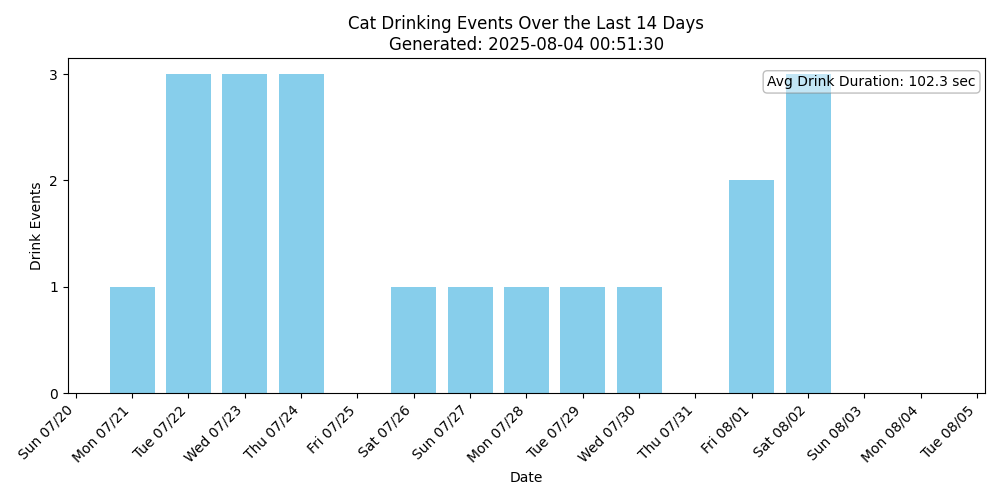 Cat Drinking Events Over the Last 14 Days
Generated: 2025-08-04 00:51:30
Avg Drink Duration: 102.3 sec
Drink Events
3
2
1
0
Sun 07/20
Mon 07/21
Tue 07/22
Wed 07/23
Thu 07/24
Fri 07/25
Sat 07/26
Sun 07/27
Mon 07/28
Tue 07/29
Wed 07/30
Thu 07/31
Fri 08/01
Sat 08/02
Sun 08/03
Mon 08/04
Tue 08/05
Date